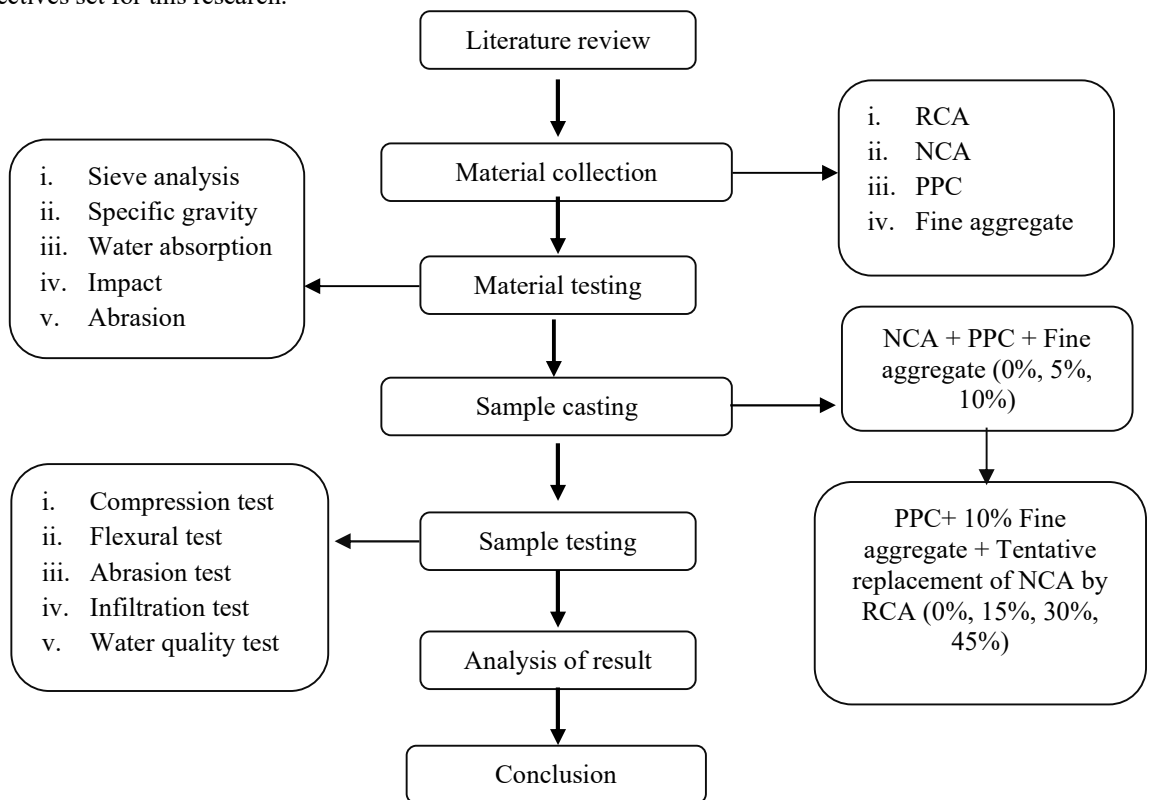 ectives set for this research.
Literature review
Material collection
i. RCA
ii. NCA
iii. PPC
iv. Fine aggregate
Material testing
i. Sieve analysis
ii. Specific gravity
iii. Water absorption
iv. Impact
v. Abrasion
Sample casting
NCA + PPC + Fine
aggregate (0%, 5%,
10%)
PPC+ 10% Fine
aggregate + Tentative
replacement of NCA by
RCA (0%, 15%, 30%,
45%)
Sample testing
i. Compression test
ii. Flexural test
iii. Abrasion test
iv. Infiltration test
v. Water quality test
Analysis of result
Conclusion